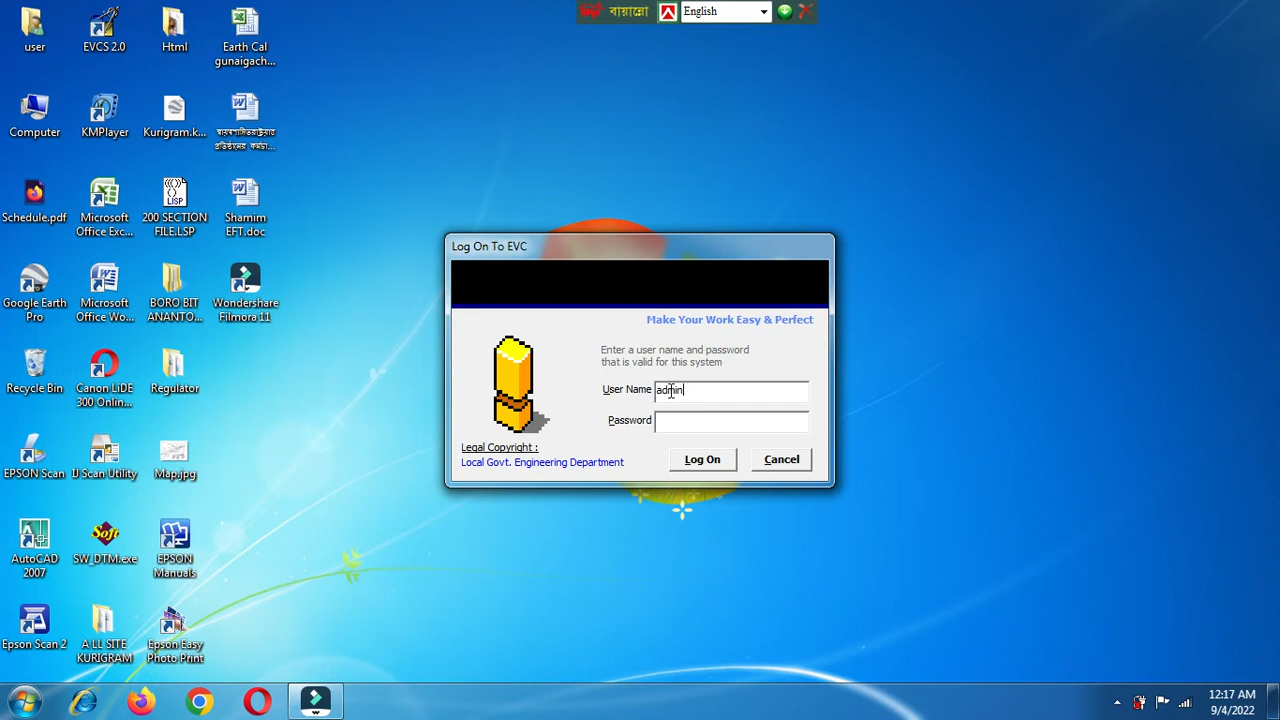 বায়ান্নো
English
user
EVCS 2.0
Html
Earth Cal
gunaigach...
Computer
KMPlayer
Kurigram.k...
প্রতিষ্ঠানের কর্মচা...
Schedule.pdf
Microsoft
Office Exc...
200 SECTION
FILE.LSP
Shamim
EFT.doc
Google Earth
Pro
Microsoft
Office Wo...
BORO BIT
ANANTO...
Wondershare
Filmora 11
Recycle Bin
Canon LiDE
300 Onlin...
Regulator
EPSON Scan
IJ Scan Utility
Map.jpg
AutoCAD
2007
Soft
SW_DTM.exe
EPSON
Manuals
Epson Scan 2
A LL SITE
KURIGRAM
Epson Easy
Photo Print
Log On To EVC
Make Your Work Easy & Perfect
Enter a user name and password
that is valid for this system
User Name admin
Password
Legal Copyright :
Local Govt. Engineering Department
Log On
Cancel
12:17 AM
9/4/2022